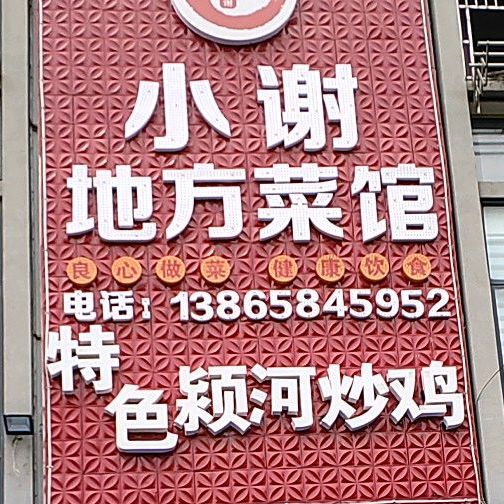 谢
小谢
地方菜馆
良心做菜 健康饮食
电话: 13865845952
特色颍河炒鸡